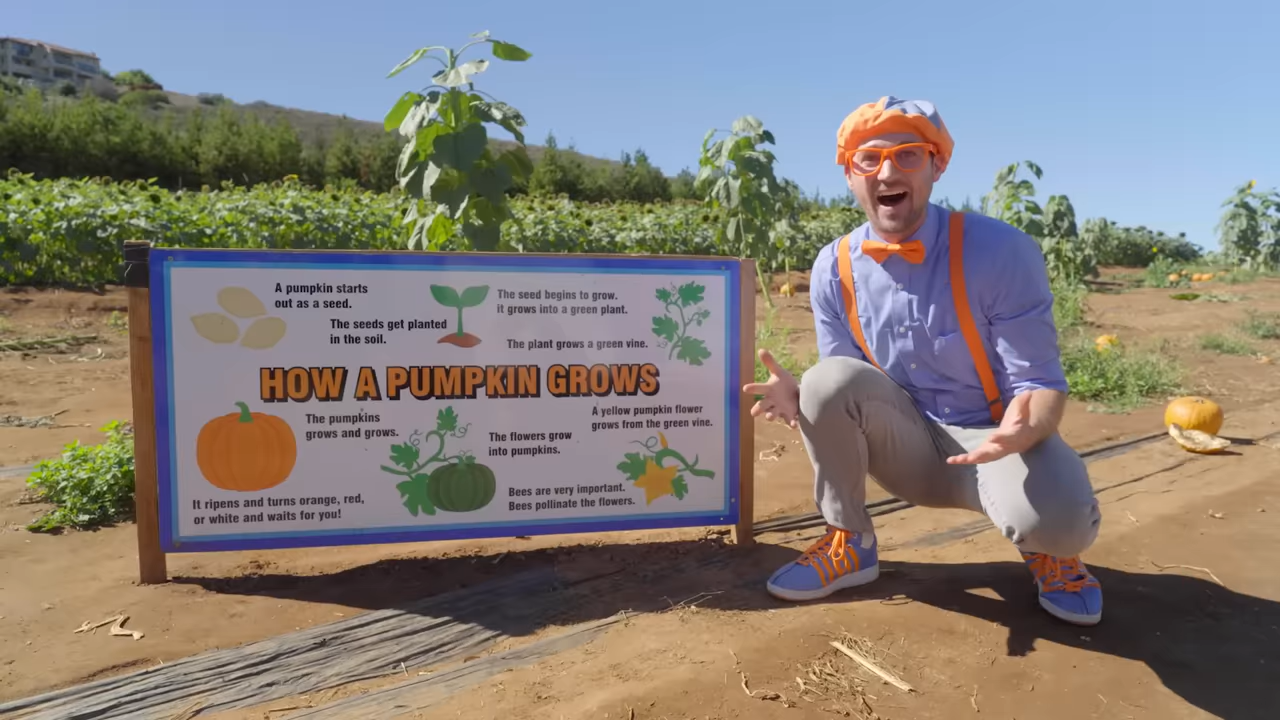 A pumpkin starts
out as a seed.
The seeds get planted
in the soil.
The seed begins to grow.
it grows into a green plant.
The plant grows a green vine.
HOW A PUMPKIN GROWS
A yellow pumpkin flower
grows from the green vine.
Bees are very important.
Bees pollinate the flowers.
The flowers grow
into pumpkins.
The pumpkins
grows and grows.
It ripens and turns orange, red,
or white and waits for you!